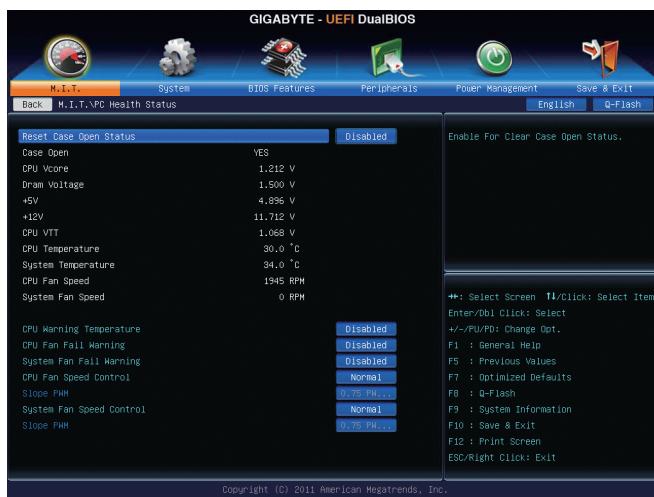 GIGABYTE - UEFI DualBIOS
M.I.T. System BIOS Features Peripherals Power Management Save & Exit
Back M.I.T.\PC Health Status English Q-Flash
Reset Case Open Status Disabled
Case Open YES
CPU Vcore 1.212 V
Dram Voltage 1.500 V
+5V 4.896 V
+12V 11.712 V
CPU VTT 1.068 V
CPU Temperature 30.0 °C
System Temperature 34.0 °C
CPU Fan Speed 1945 RPM
System Fan Speed 0 RPM
CPU Warning Temperature Disabled
CPU Fan Fail Warning Disabled
System Fan Fail Warning Disabled
CPU Fan Speed Control Normal
Slope PWM 0.75 PW...
System Fan Speed Control Normal
Slope PWM 0.75 PW...
Enable For Clear Case Open Status.
→←: Select Screen ↑↓/Click: Select Item
Enter/Dbl Click: Select
+/-/PU/PD: Change Opt.
F1 : General Help
F5 : Previous Values
F7 : Optimized Defaults
F8 : Q-Flash
F9 : System Information
F10 : Save & Exit
F12 : Print Screen
ESC/Right Click: Exit
Copyright (C) 2011 American Megatrends, Inc.